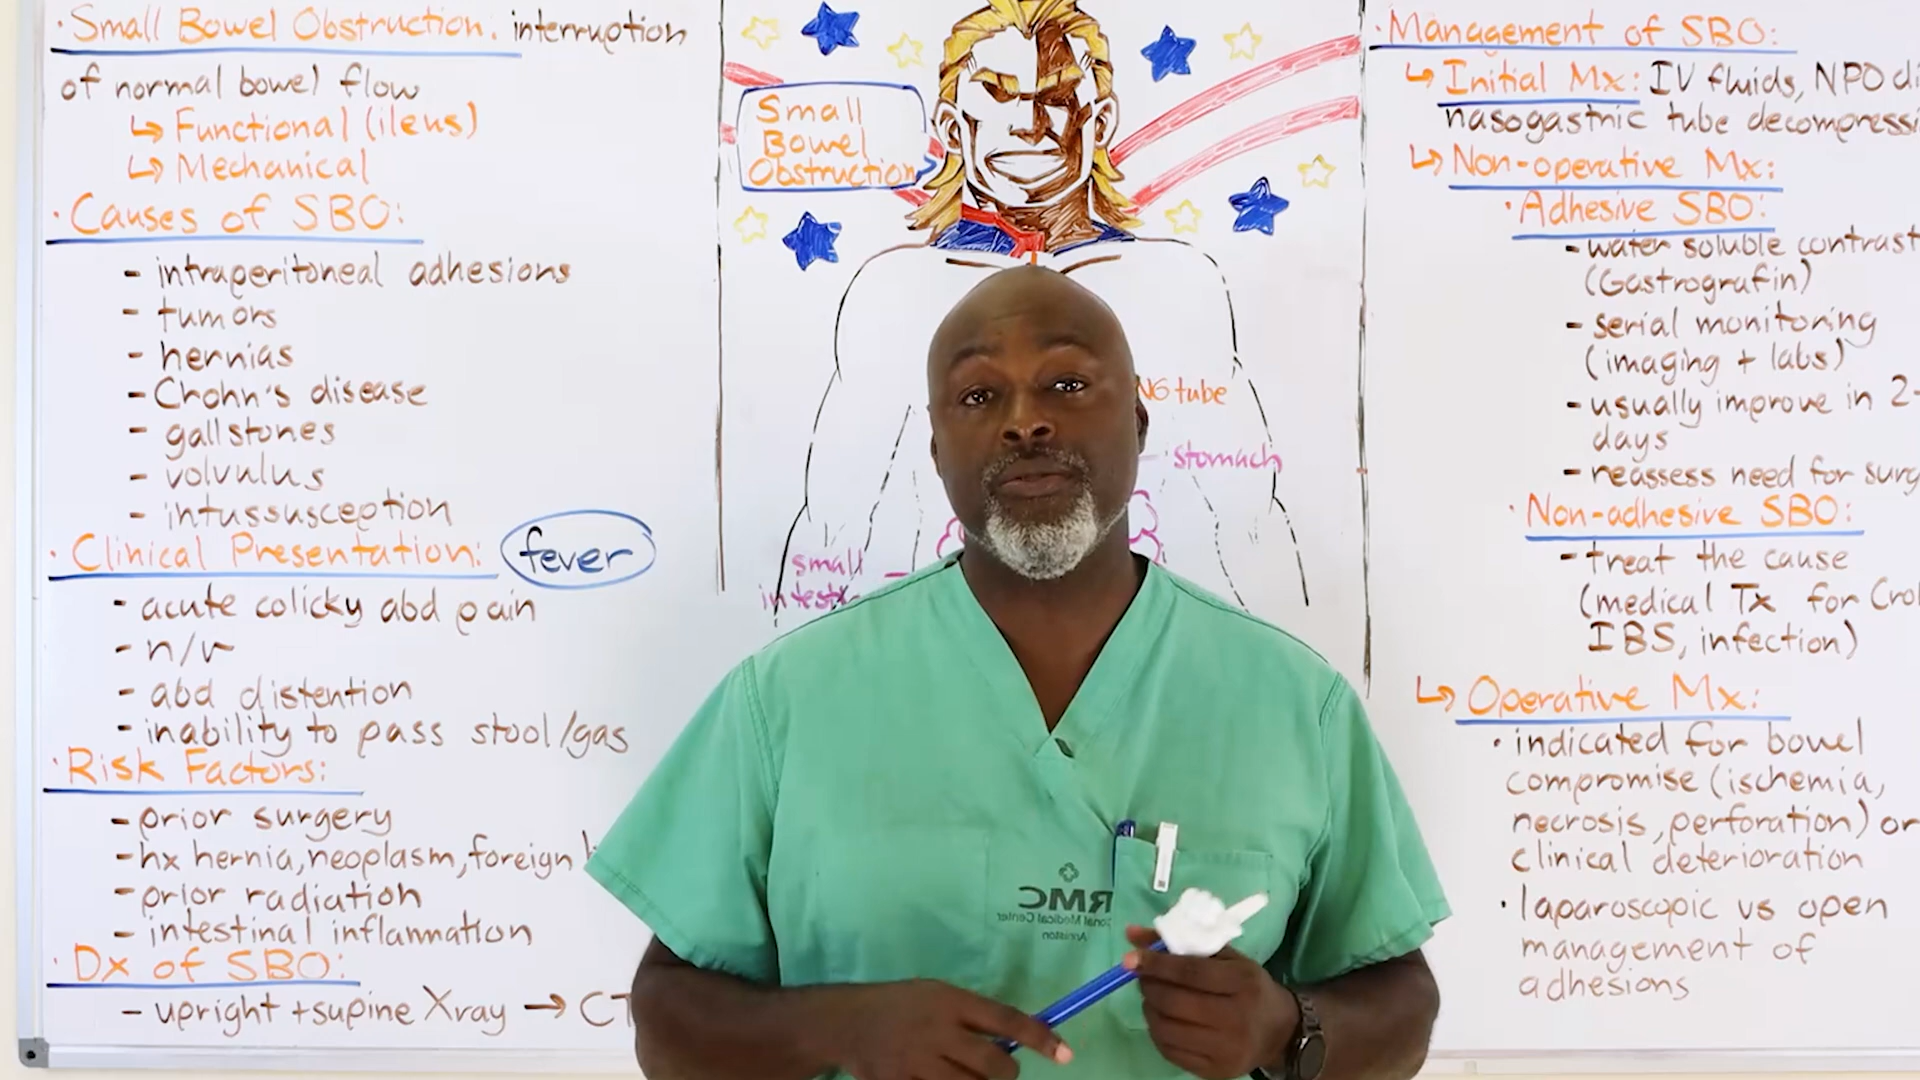 · Small Bowel Obstruction: interruption
of normal bowel flow
↳ Functional (ileus)
↳ Mechanical
· Causes of SBO:
- intraperitoneal adhesions
- tumors
- hernias
- Crohn's disease
- gallstones
- volvulus
- intussusception
· Clinical Presentation: fever
- acute colicky abd pain
- n/v
- abd distention
- inability to pass stool/gas
· Risk Factors:
- prior surgery
- hx hernia, neoplasm, foreign
- prior radiation
- intestinal inflammation
· Dx of SBO:
- upright + supine Xray → CT
Small
Bowel
Obstruction
NG tube
stomach
small
RMC
onal Medical Center
Anniston
· Management of SBO:
↳ Initial Mx: IV fluids, NPO
nasogastric tube
↳ Non-operative Mx:
· Adhesive SBO:
- water soluble contrast
(Gastrografin)
- serial monitoring
(imaging + labs)
- usually improve in 2-
days
- reassess need for
· Non-adhesive SBO:
- treat the cause
(medical Tx for
IBS, infection)
↳ Operative Mx:
· indicated for bowel
compromise (ischemia,
necrosis, perforation) or
clinical deterioration
· laparoscopic vs open
management of
adhesions